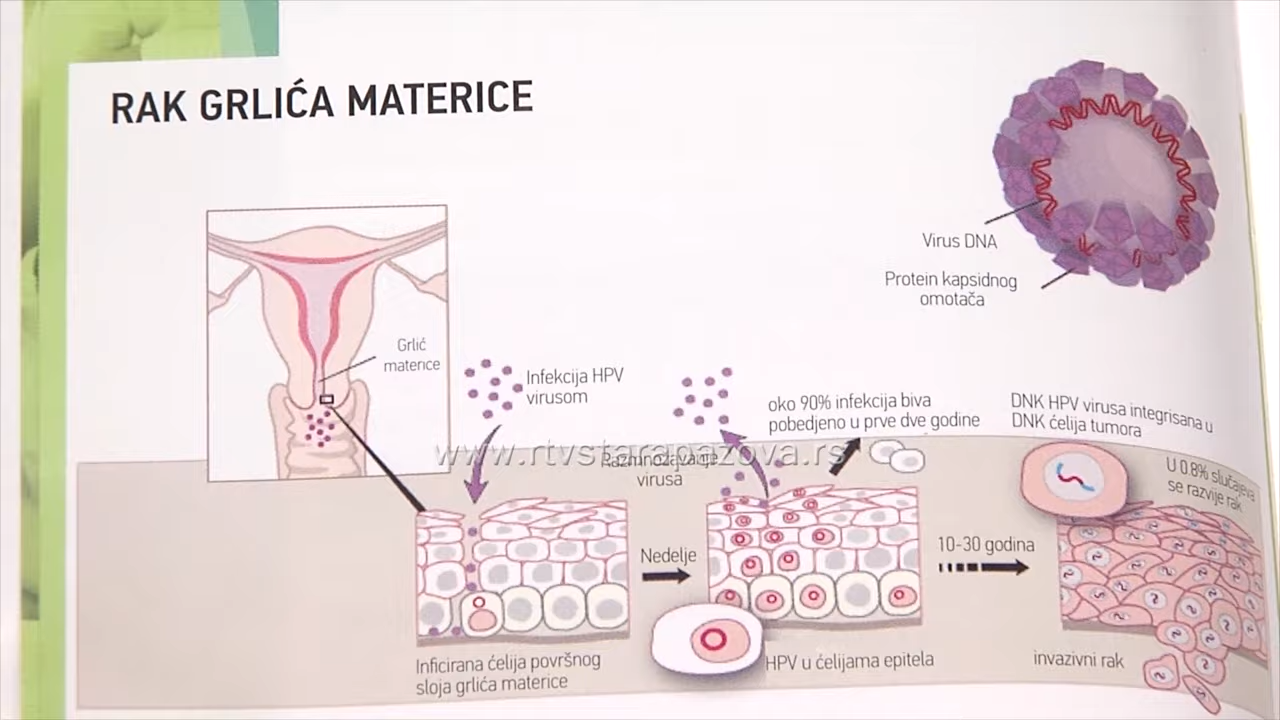 RAK GRLIĆA MATERICE
Virus DNA
Protein kapsidnog
omotača
Grlić
materice
Infekcija HPV
virusom
oko 90% infekcija biva
pobedjeno u prve dve godine
DNK HPV virusa integrisana u
DNK ćelija tumora
www.rtvstarapazova.rs
Razmnožavanje
virusa
U 0.8% slučajeva
se razvije rak
Nedelje
10-30 godina
Inficirana ćelija površnog
sloja grlića materice
HPV u ćelijama epitela
invazivni rak